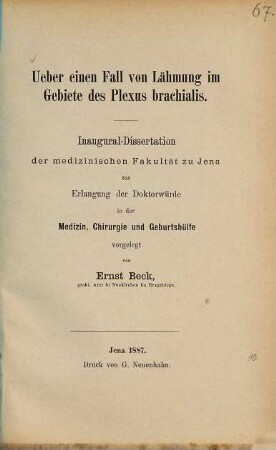 67.
Ueber einen Fall von Lähmung im
Gebiete des Plexus brachialis.
Inaugural-Dissertation
der medizinischen Fakultät zu Jena
zur
Erlangung der Doktorwürde
in der
Medizin, Chirurgie und Geburtshülfe
vorgelegt
von
Ernst Beck,
prakt. Arzt in Neukirchen im Erzgebirge.
Jena 1887.
Druck von G. Neuenhahn.